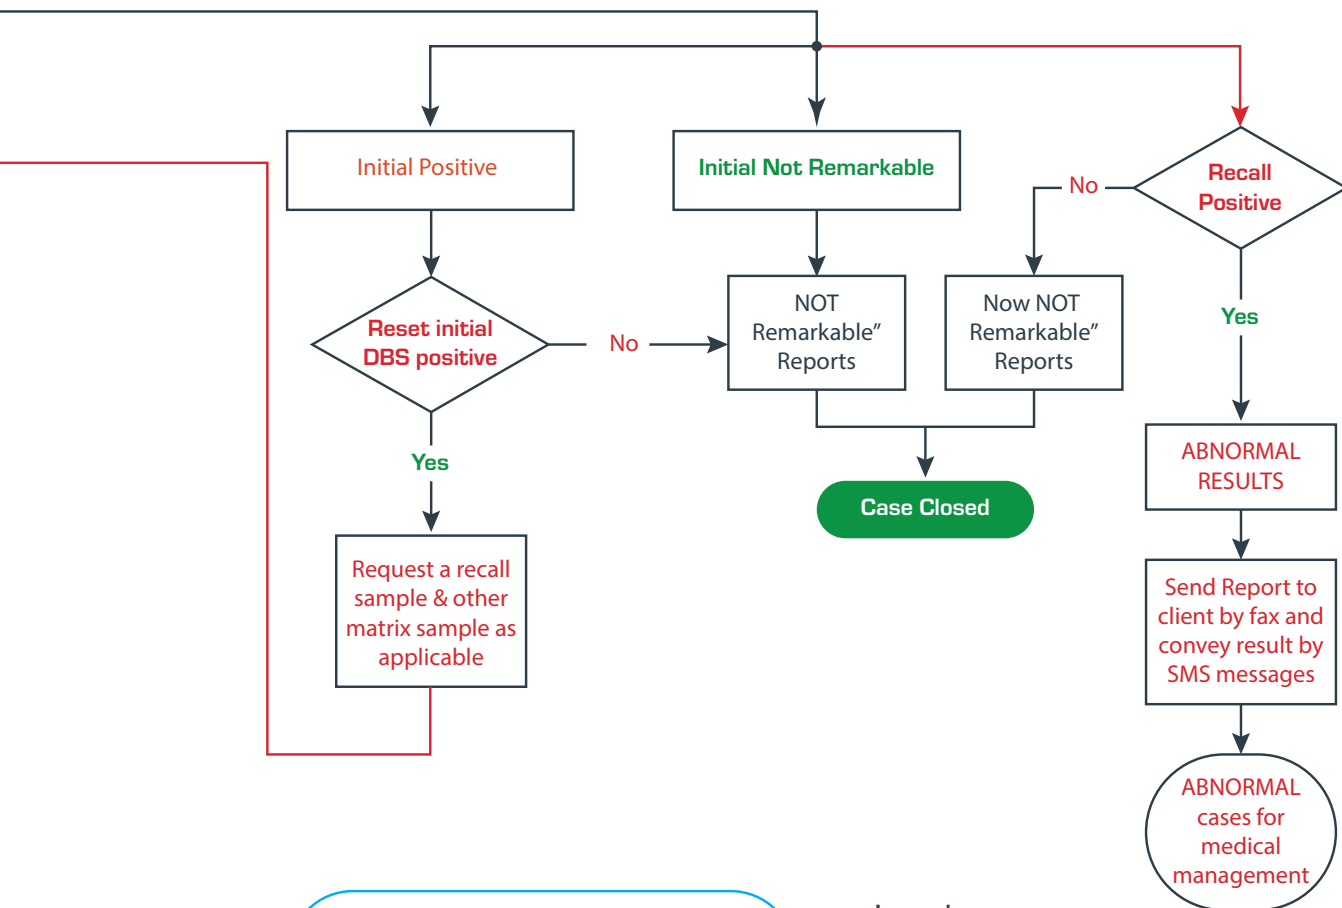 Initial Positive
Initial Not Remarkable
Recall
Positive
No
Reset initial
DBS positive
No
NOT
Remarkable”
Reports
Now NOT
Remarkable”
Reports
Yes
Yes
ABNORMAL
RESULTS
Case Closed
Request a recall
sample & other
matrix sample as
applicable
Send Report to
client by fax and
convey result by
SMS messages
ABNORMAL
cases for
medical
management